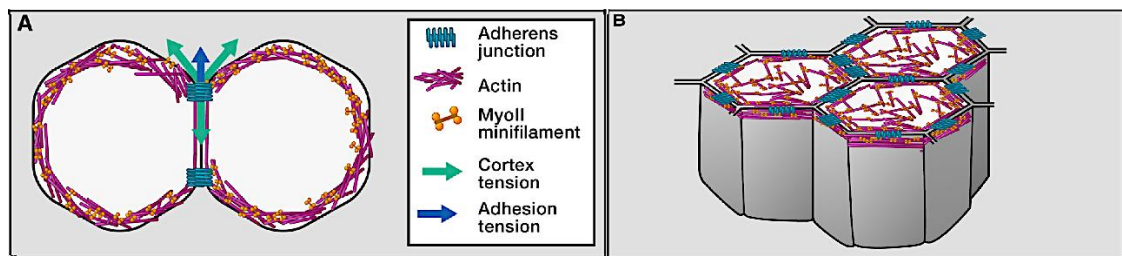 A
Adherens
junction
Actin
MyoII
minifilament
Cortex
tension
Adhesion
tension
B